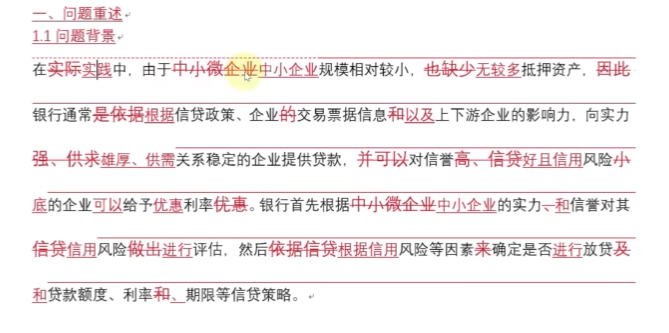 一、问题重述
1.1 问题背景
在实际实践中，由于中小微企业中小企业规模相对较小，也缺少无较多抵押资产，因此
银行通常是依据根据信贷政策、企业的交易票据信息和以及上下游企业的影响力，向实力
强、供求雄厚、供需关系稳定的企业提供贷款，并可以对信誉高、信贷好且信用风险小
底的企业可以给予优惠利率优惠。银行首先根据中小微企业中小企业的实力、和信誉对其
信贷信用风险做出进行评估，然后依据信贷根据信用风险等因素来确定是否进行放贷及
和贷款额度、利率和、期限等信贷策略。